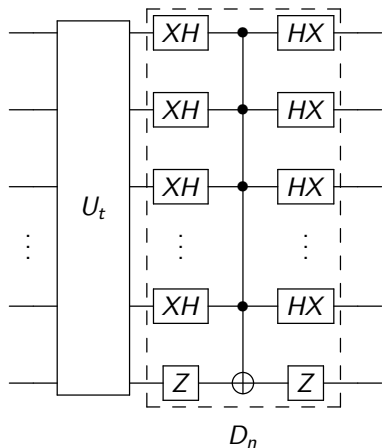 XH HX
XH HX
XH HX
U_t
⋮ ⋮ ⋮ ⋮
XH HX
Z Z
D_n